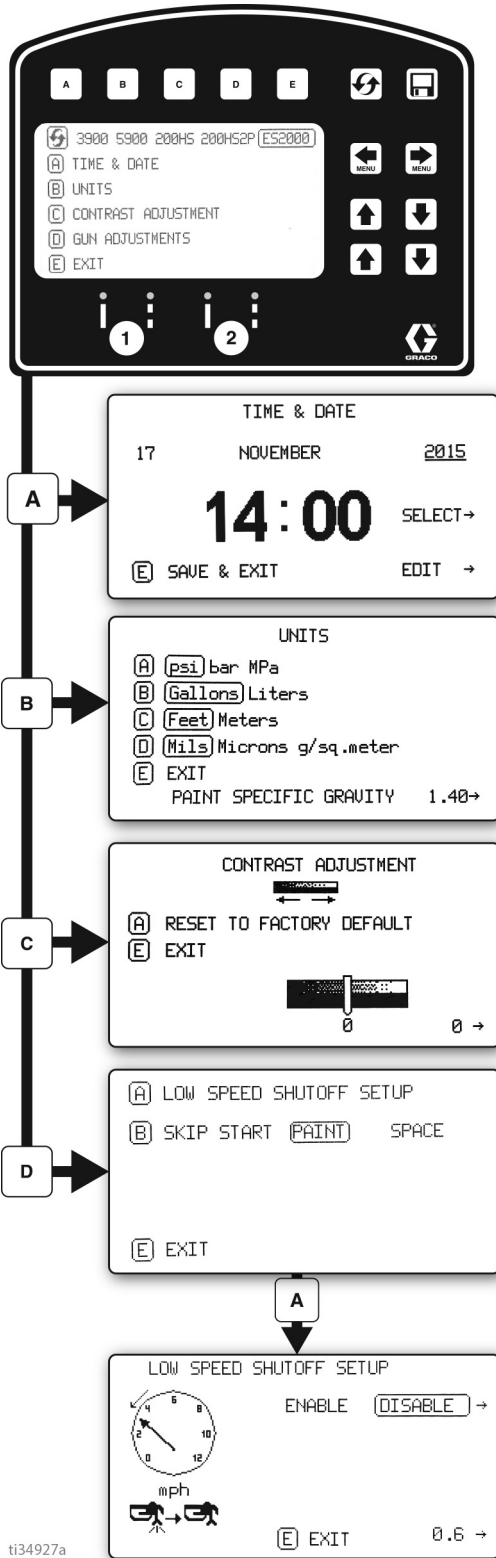 A B C D E
3900 5900 200HS 200HS2P ES2000
A TIME & DATE
B UNITS
C CONTRAST ADJUSTMENT
D GUN ADJUSTMENTS
E EXIT
MENU MENU
1 2
GRACO
A
TIME & DATE
17 NOVEMBER 2015
14:00
SELECT→
E SAVE & EXIT EDIT →
B
UNITS
A psi bar MPa
B Gallons Liters
C Feet Meters
D Mils Microns g/sq.meter
E EXIT
PAINT SPECIFIC GRAVITY 1.40→
C
CONTRAST ADJUSTMENT
A RESET TO FACTORY DEFAULT
E EXIT
0 0 →
D
A LOW SPEED SHUTOFF SETUP
B SKIP START PAINT SPACE
E EXIT
A
LOW SPEED SHUTOFF SETUP
ENABLE DISABLE →
0 2 4 6 8 10 12
mph
E EXIT 0.6 →
ti34927a